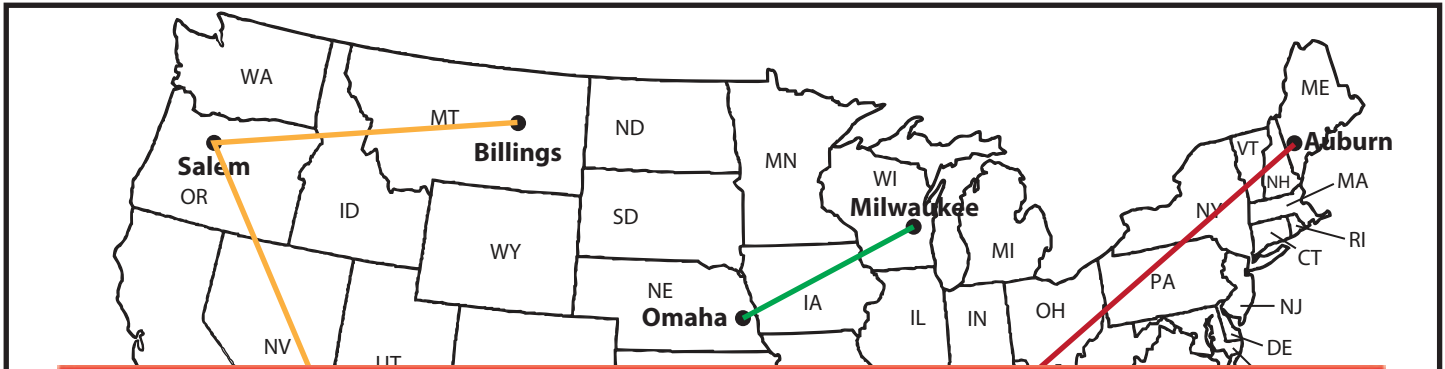 WA
ME
MT
ND
Auburn
VT
Billings
MN
Salem
WI
NH
MA
OR
ID
Milwaukee
NY
SD
RI
WY
MI
CT
PA
NE
IA
OH
NJ
Omaha
IL
IN
NV
DE